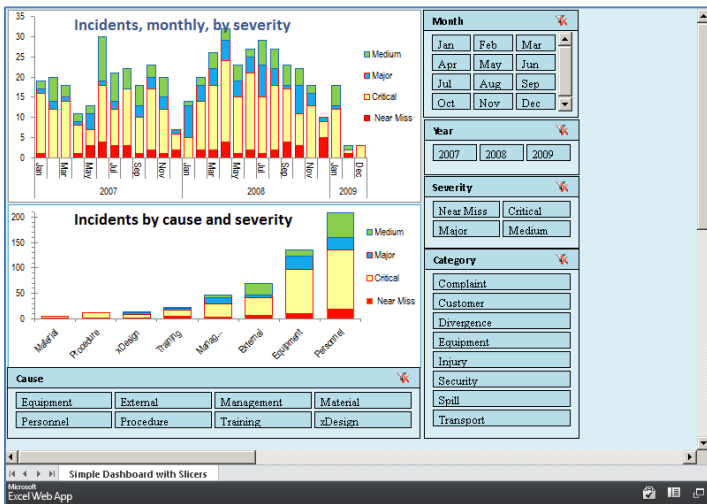 Incidents, monthly, by severity
35
30
25
20
15
10
5
0
Medium
Major
Critical
Near Miss
Jan Mar May Jul Sep Nov Jan Mar May Jul Sep. Nov Jan Dec
2007 2008 2009
Incidents by cause and severity
200
150
100
50
0
Medium
Major
Critical
Near Miss
Material Procedure xDesign Training Manag... External Equipment Personnel
Cause
Equipment External Management Material
Personnel Procedure Training xDesign
Month
Jan Feb Mar
Apr May Jun
Jul Aug Sep
Oct Nov Dec
Year
2007 2008 2009
Severity
Near Miss Critical
Major Medium
Category
Complaint
Customer
Divergence
Equipment
Injury
Security
Spill
Transport
Simple Dashboard with Slicers
Microsoft
Excel Web App